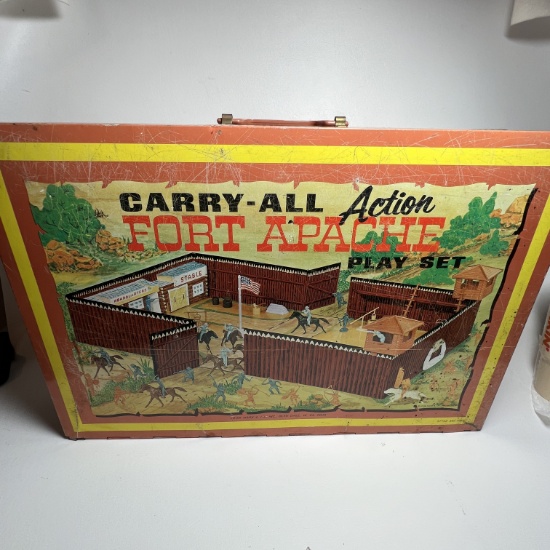 CARRY-ALL Action
FORT APACHE
PLAY SET
STABLE